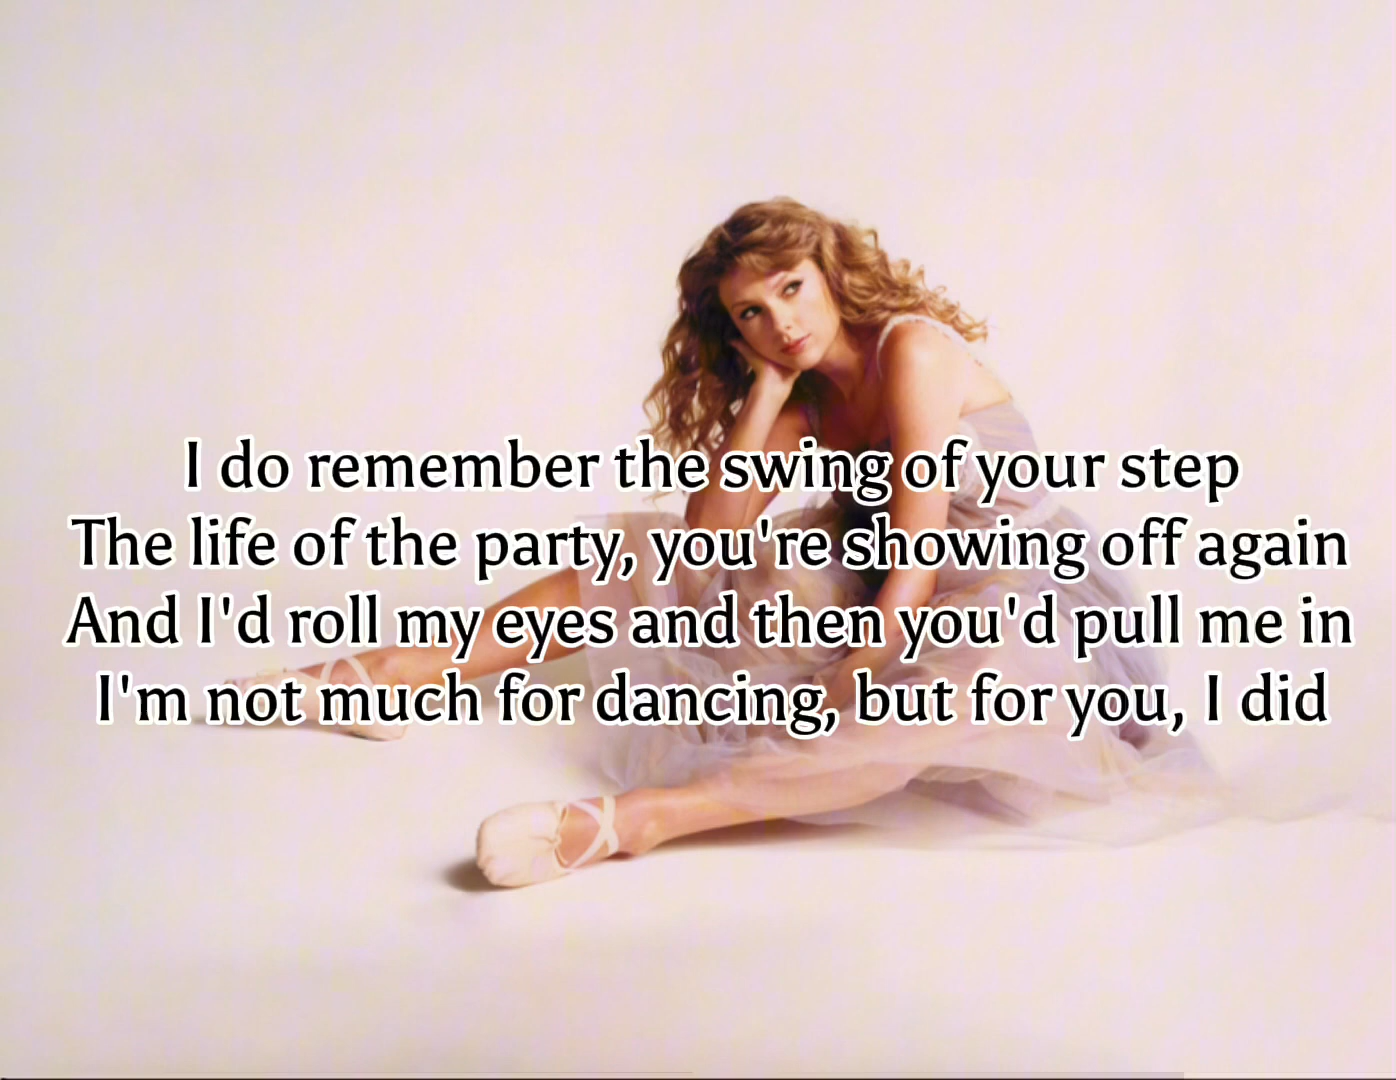 I do remember the swing of your step
The life of the party, you're showing off again
And I'd roll my eyes and then you'd pull me in
I'm not much for dancing, but for you, I did